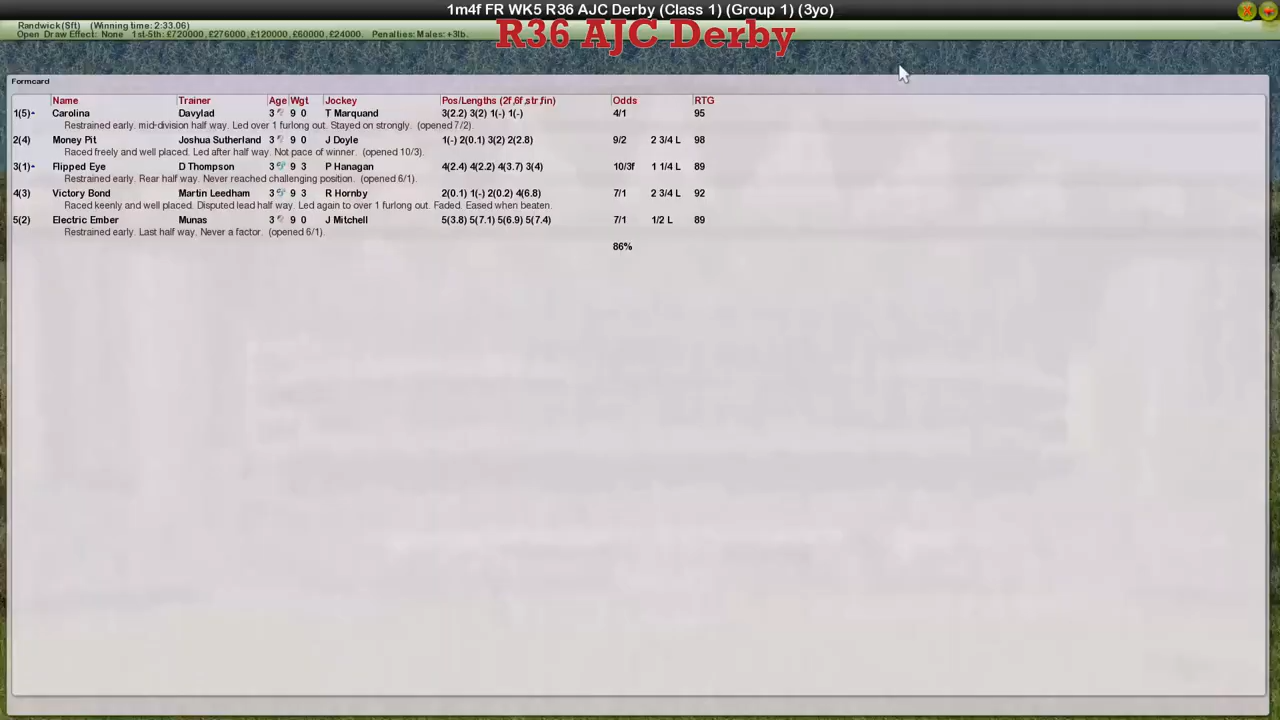 1m4f FR WK5 R36 AJC Derby (Class 1) (Group 1) (3yo)
Randwick(Sft) (Winning time: 2:33.06)
Open Draw Effect: None 1st-5th: £720000, £276000, £120000, £60000, £24000. Penalties: Males: +3lb.
R36 AJC Derby
Formcard
Name Trainer Age Wgt Jockey Pos/Lengths (2f,6f,str,fin) Odds RTG
1(5) Carolina Davylad 3 9 0 T Marquand 3(2.2) 3(2) 1(-) 1(-) 4/1 95
Restrained early. mid-division half way. Led over 1 furlong out. Stayed on strongly. (opened 7/2).
2(4) Money Pit Joshua Sutherland 3 9 0 J Doyle 1(-) 2(0.1) 3(2) 2(2.8) 9/2 2 3/4 L 98
Raced freely and well placed. Led after half way. Not pace of winner. (opened 10/3).
3(1) Flipped Eye D Thompson 3 9 3 P Hanagan 4(2.4) 4(2.2) 4(3.7) 3(4) 10/3f 1 1/4 L 89
Restrained early. Rear half way. Never reached challenging position. (opened 6/1).
4(3) Victory Bond Martin Leedham 3 9 3 R Hornby 2(0.1) 1(-) 2(0.2) 4(6.8) 7/1 2 3/4 L 92
Raced keenly and well placed. Disputed lead half way. Led again to over 1 furlong out. Faded. Eased when beaten.
5(2) Electric Ember Munas 3 9 0 J Mitchell 5(3.8) 5(7.1) 5(6.9) 5(7.4) 7/1 1/2 L 89
Restrained early. Last half way. Never a factor. (opened 6/1).
86%